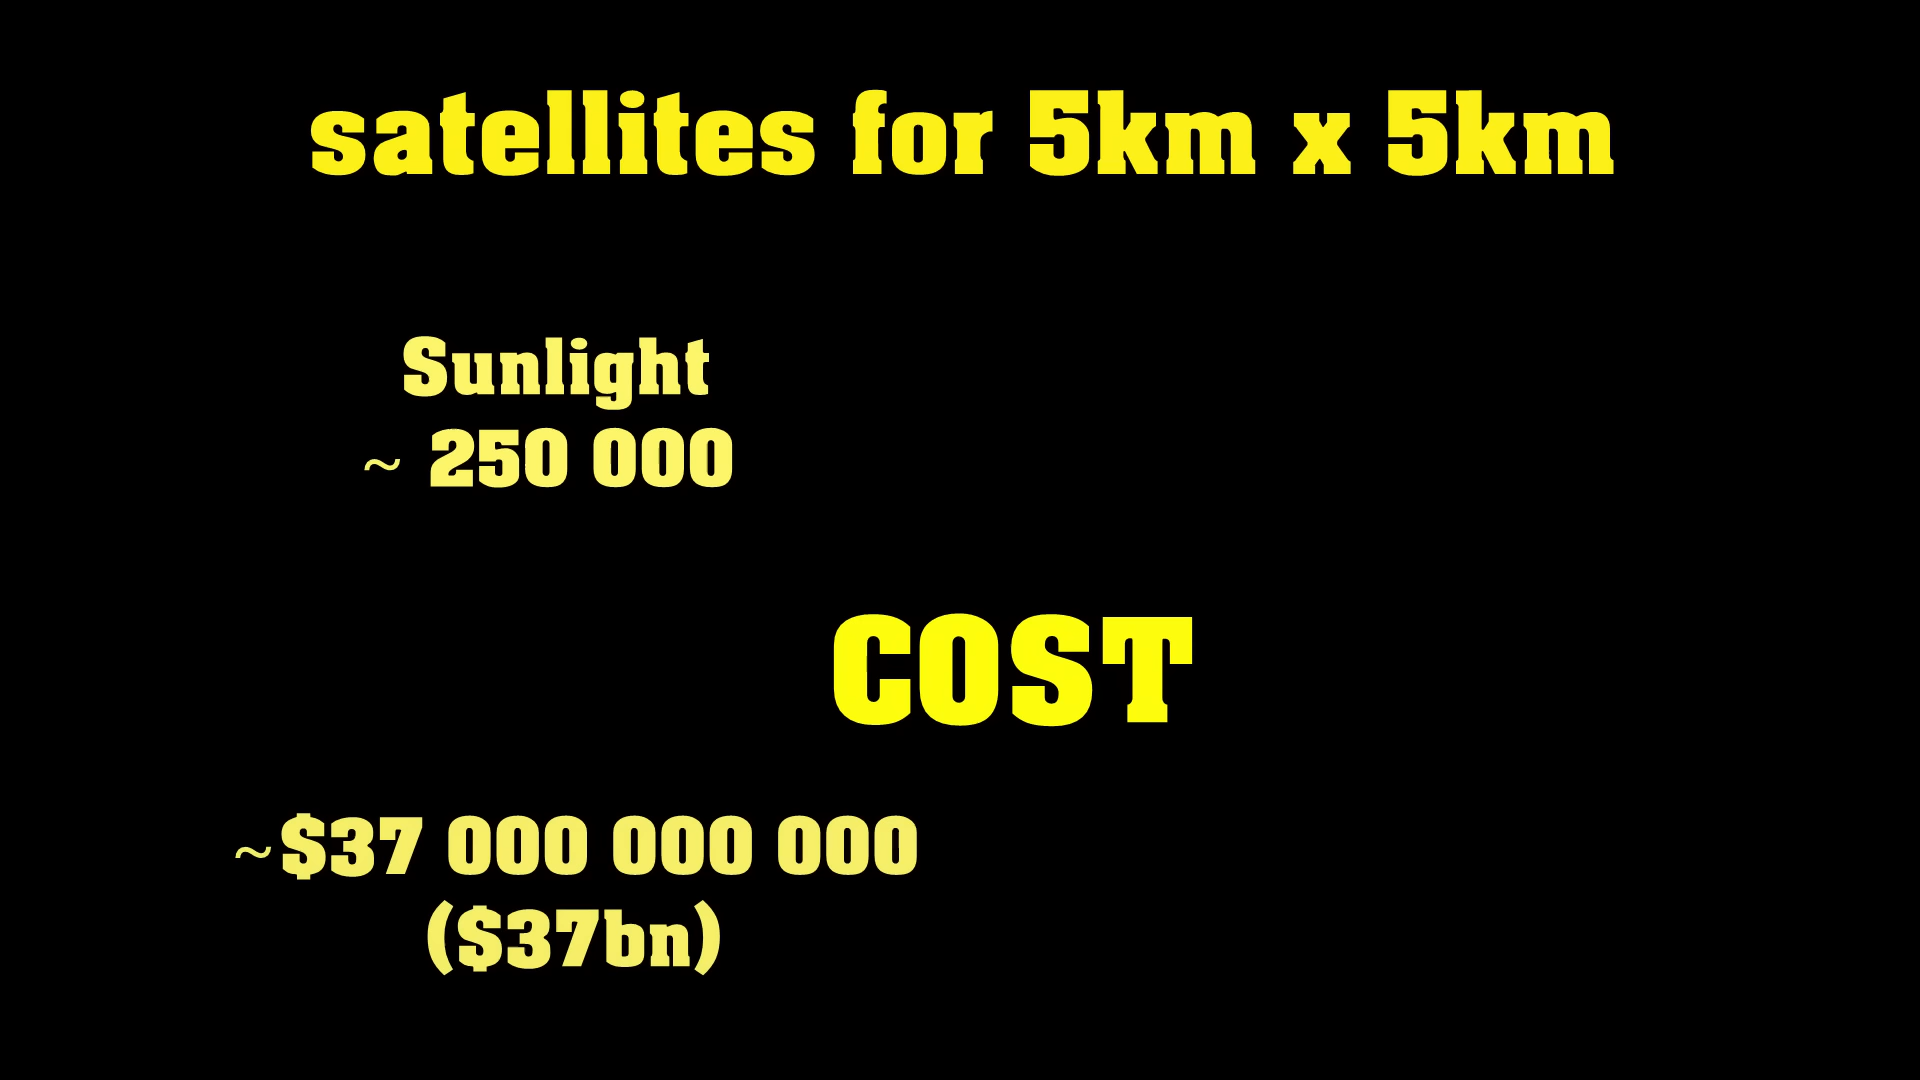 satellites for 5km x 5km
Sunlight
~ 250 000
COST
~$37 000 000 000
($37bn)